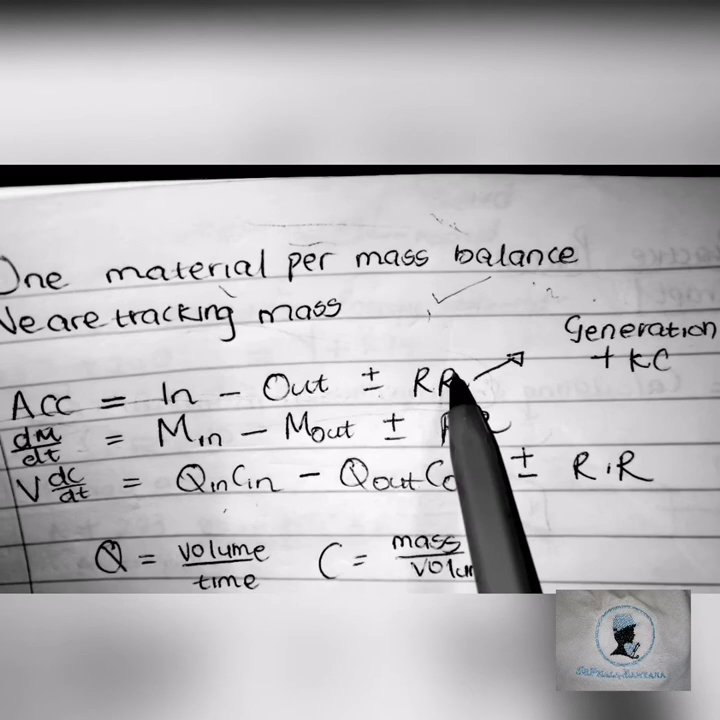 One material per mass balance
We are tracking mass
Generation
+ KC
Acc = In - Out ± RR
dM/dt = Min - Mout ±
V dC/dt = QinCin - Qout ± R.R
Q = volume/time C = mass/